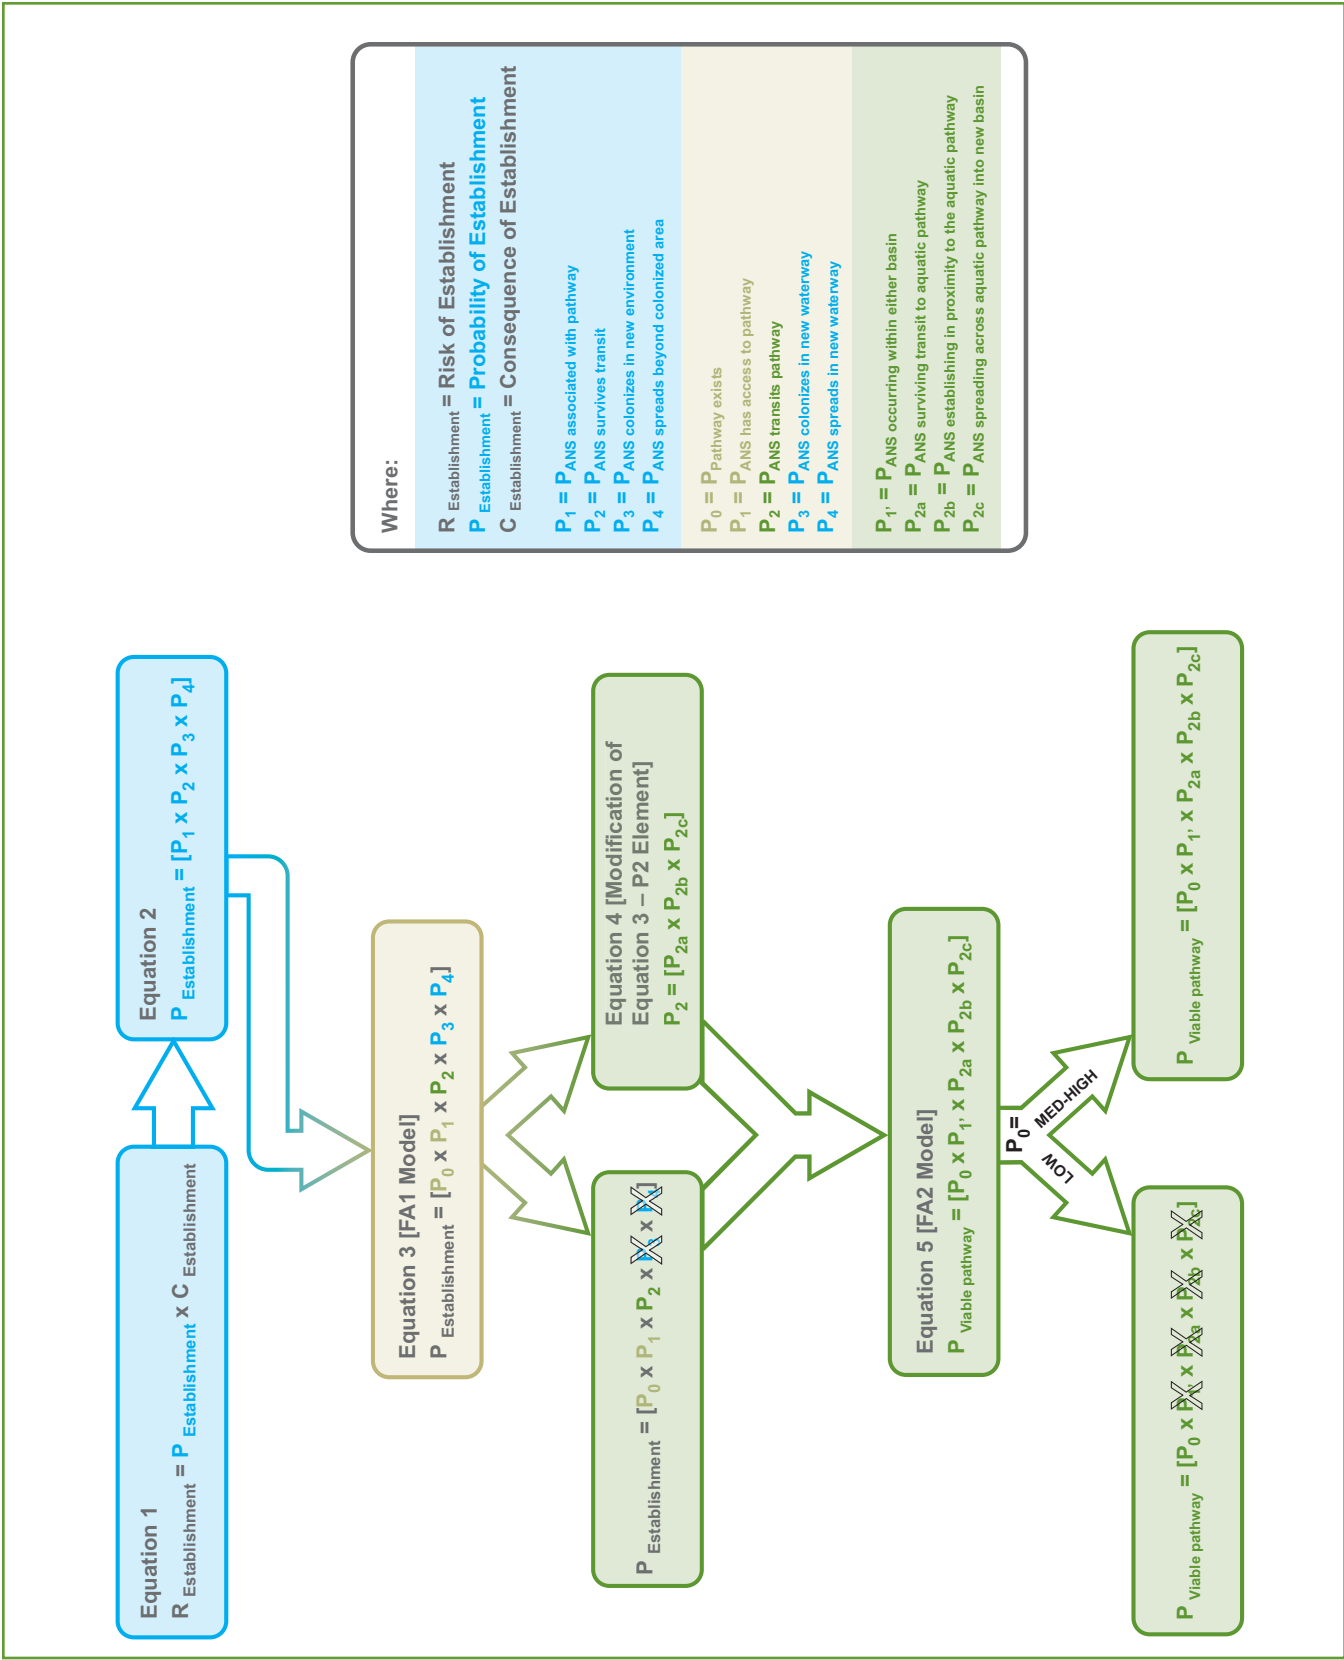 Equation 1
R Establishment = P Establishment x C Establishment
Equation 2
P Establishment = [P1 x P2 x P3 x P4]
Equation 3 [FA1 Model]
P Establishment = [P0 x P1 x P2 x P3 x P4]
P Establishment = [P0 x P1 x P2 x P3 x P4]
Equation 4 [Modification of
Equation 3 – P2 Element]
P2 = [P2a x P2b x P2c]
Equation 5 [FA2 Model]
P Viable pathway = [P0 x P1' x P2a x P2b x P2c]
P0=
LOW
MED-HIGH
P Viable pathway = [P0 x P1' x P2a x P2b x P2c]
P Viable pathway = [P0 x P1' x P2a x P2b x P2c]
Where:
R Establishment = Risk of Establishment
P Establishment = Probability of Establishment
C Establishment = Consequence of Establishment
P1 = PANS associated with pathway
P2 = PANS survives transit
P3 = PANS colonizes in new environment
P4 = PANS spreads beyond colonized area
P0 = PPathway exists
P1 = PANS has access to pathway
P2 = PANS transits pathway
P3 = PANS colonizes in new waterway
P4 = PANS spreads in new waterway
P1' = PANS occurring within either basin
P2a = PANS surviving transit to aquatic pathway
P2b = PANS establishing in proximity to the aquatic pathway
P2c = PANS spreading across aquatic pathway into new basin